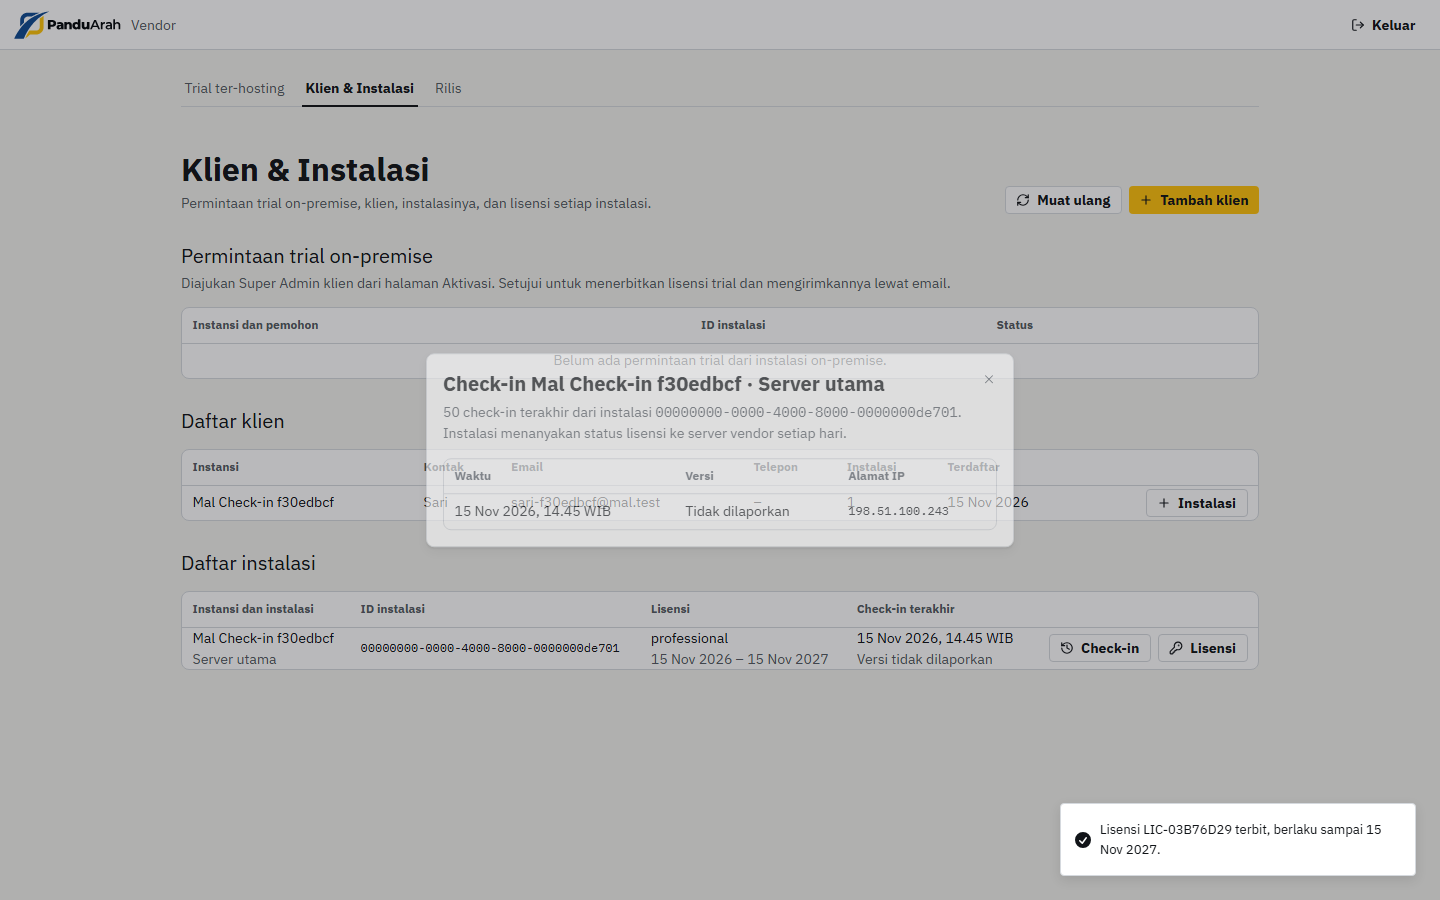 PanduArah Vendor
Keluar
Trial ter-hosting
Klien & Instalasi
Rilis
Klien & Instalasi
Permintaan trial on-premise, klien, instalasinya, dan lisensi setiap instalasi.
Muat ulang
Tambah klien
Permintaan trial on-premise
Diajukan Super Admin klien dari halaman Aktivasi. Setujui untuk menerbitkan lisensi trial dan mengirimkannya lewat email.
Instansi dan pemohon
ID instalasi
Status
Belum ada permintaan trial dari instalasi on-premise.
Check-in Mal Check-in f30edbcf · Server utama
50 check-in terakhir dari instalasi 00000000-0000-4000-8000-0000000de701.
Instalasi menanyakan status lisensi ke server vendor setiap hari.
Waktu
Versi
Alamat IP
15 Nov 2026, 14.45 WIB
Tidak dilaporkan
198.51.100.243
Daftar klien
Instansi
Kontak
Email
Telepon
Instalasi
Terdaftar
Mal Check-in f30edbcf
Sari
sari-f30edbcf@mal.test
–
1
15 Nov 2026
Instalasi
Daftar instalasi
Instansi dan instalasi
ID instalasi
Lisensi
Check-in terakhir
Mal Check-in f30edbcf
Server utama
00000000-0000-4000-8000-0000000de701
professional
15 Nov 2026 – 15 Nov 2027
15 Nov 2026, 14.45 WIB
Versi tidak dilaporkan
Check-in
Lisensi
Lisensi LIC-03B76D29 terbit, berlaku sampai 15
Nov 2027.